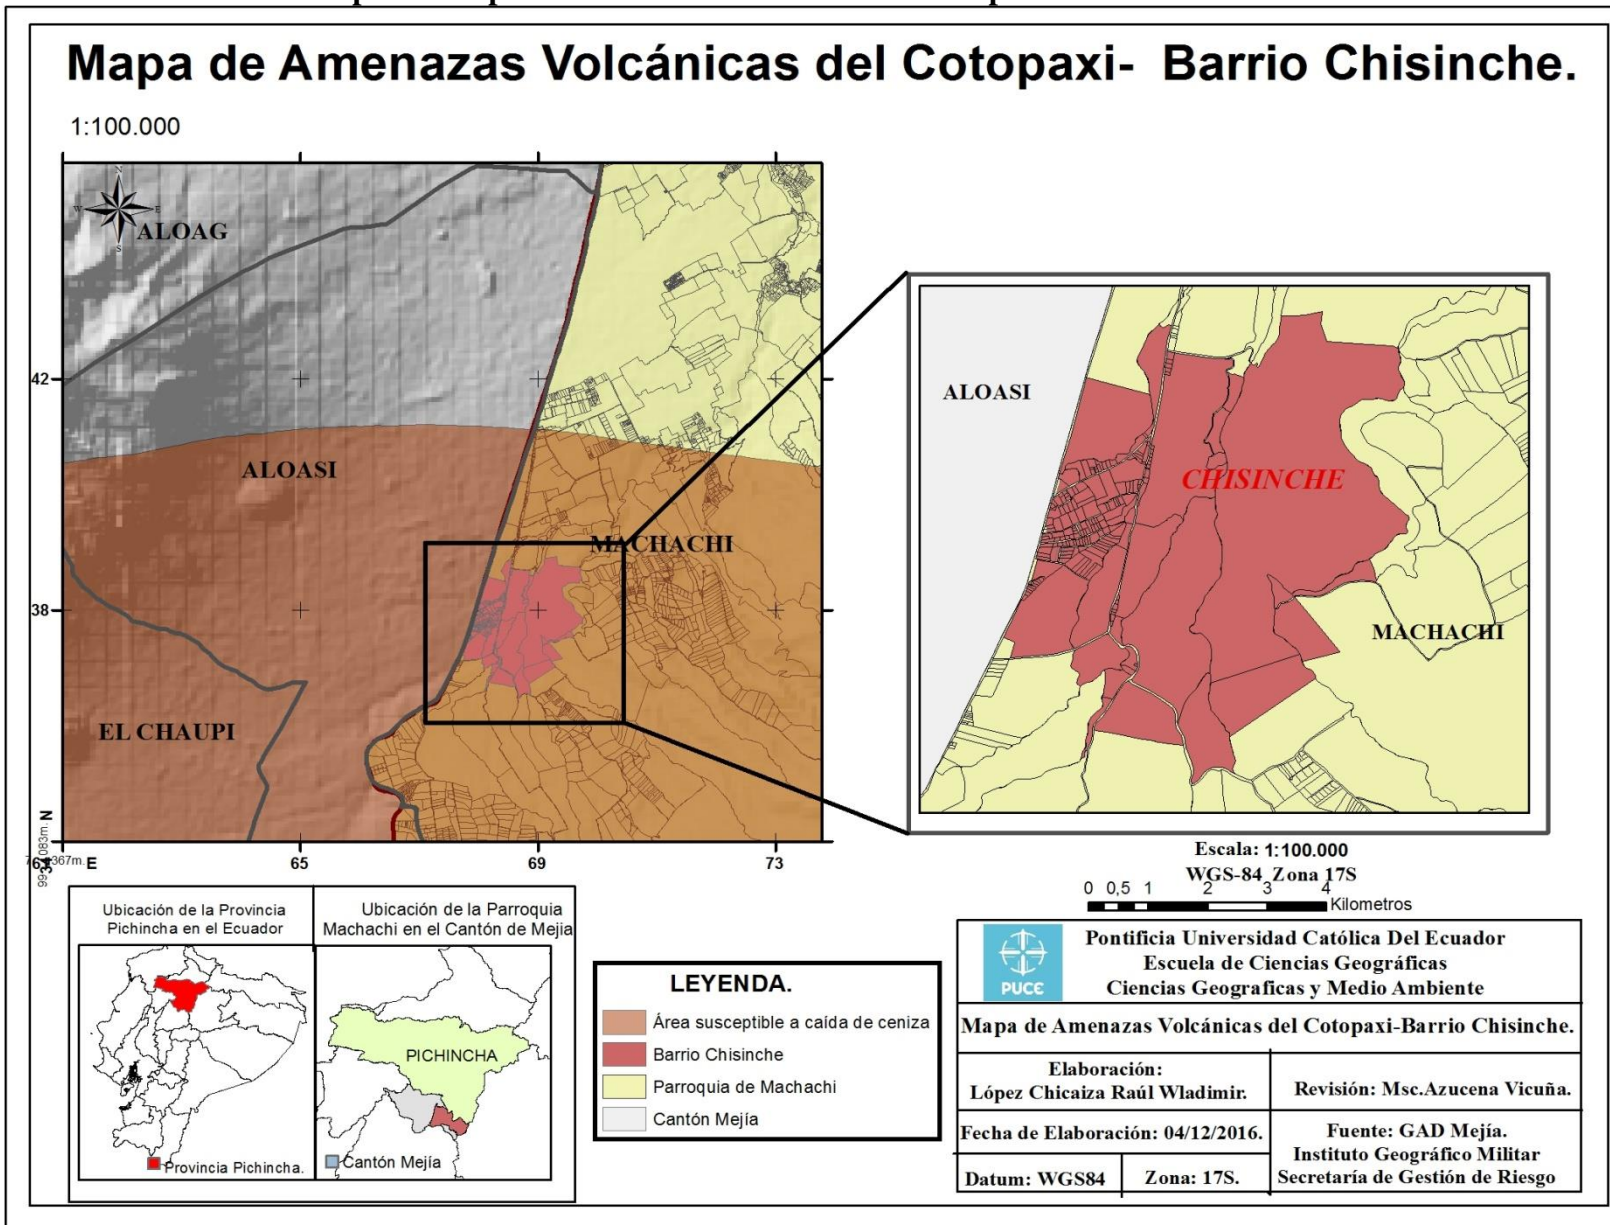 Mapa de Amenazas Volcánicas del Cotopaxi- Barrio Chisinche.
1:100.000
N
W
E
S
ALOAG
ALOASI
MACHACHI
EL CHAUPI
42
38
N
E
65
69
73
ALOASI
CHISINCHE
MACHACHI
Escala: 1:100.000
WGS-84 Zona 17S
0 0,5 1 2 3 4
Kilometros
Ubicación de la Provincia
Pichincha en el Ecuador
Provincia Pichincha.
Ubicación de la Parroquia
Machachi en el Cantón de Mejia
PICHINCHA
Cantón Mejía
LEYENDA.
Área susceptible a caída de ceniza
Barrio Chisinche
Parroquia de Machachi
Cantón Mejía
PUCE
Pontificia Universidad Católica Del Ecuador
Escuela de Ciencias Geográficas
Ciencias Geograficas y Medio Ambiente
Mapa de Amenazas Volcánicas del Cotopaxi-Barrio Chisinche.
Elaboración:
López Chicaiza Raúl Wladimir.
Revisión: Msc.Azucena Vicuña.
Fecha de Elaboración: 04/12/2016.
Datum: WGS84
Zona: 17S.
Fuente: GAD Mejía.
Instituto Geográfico Militar
Secretaría de Gestión de Riesgo